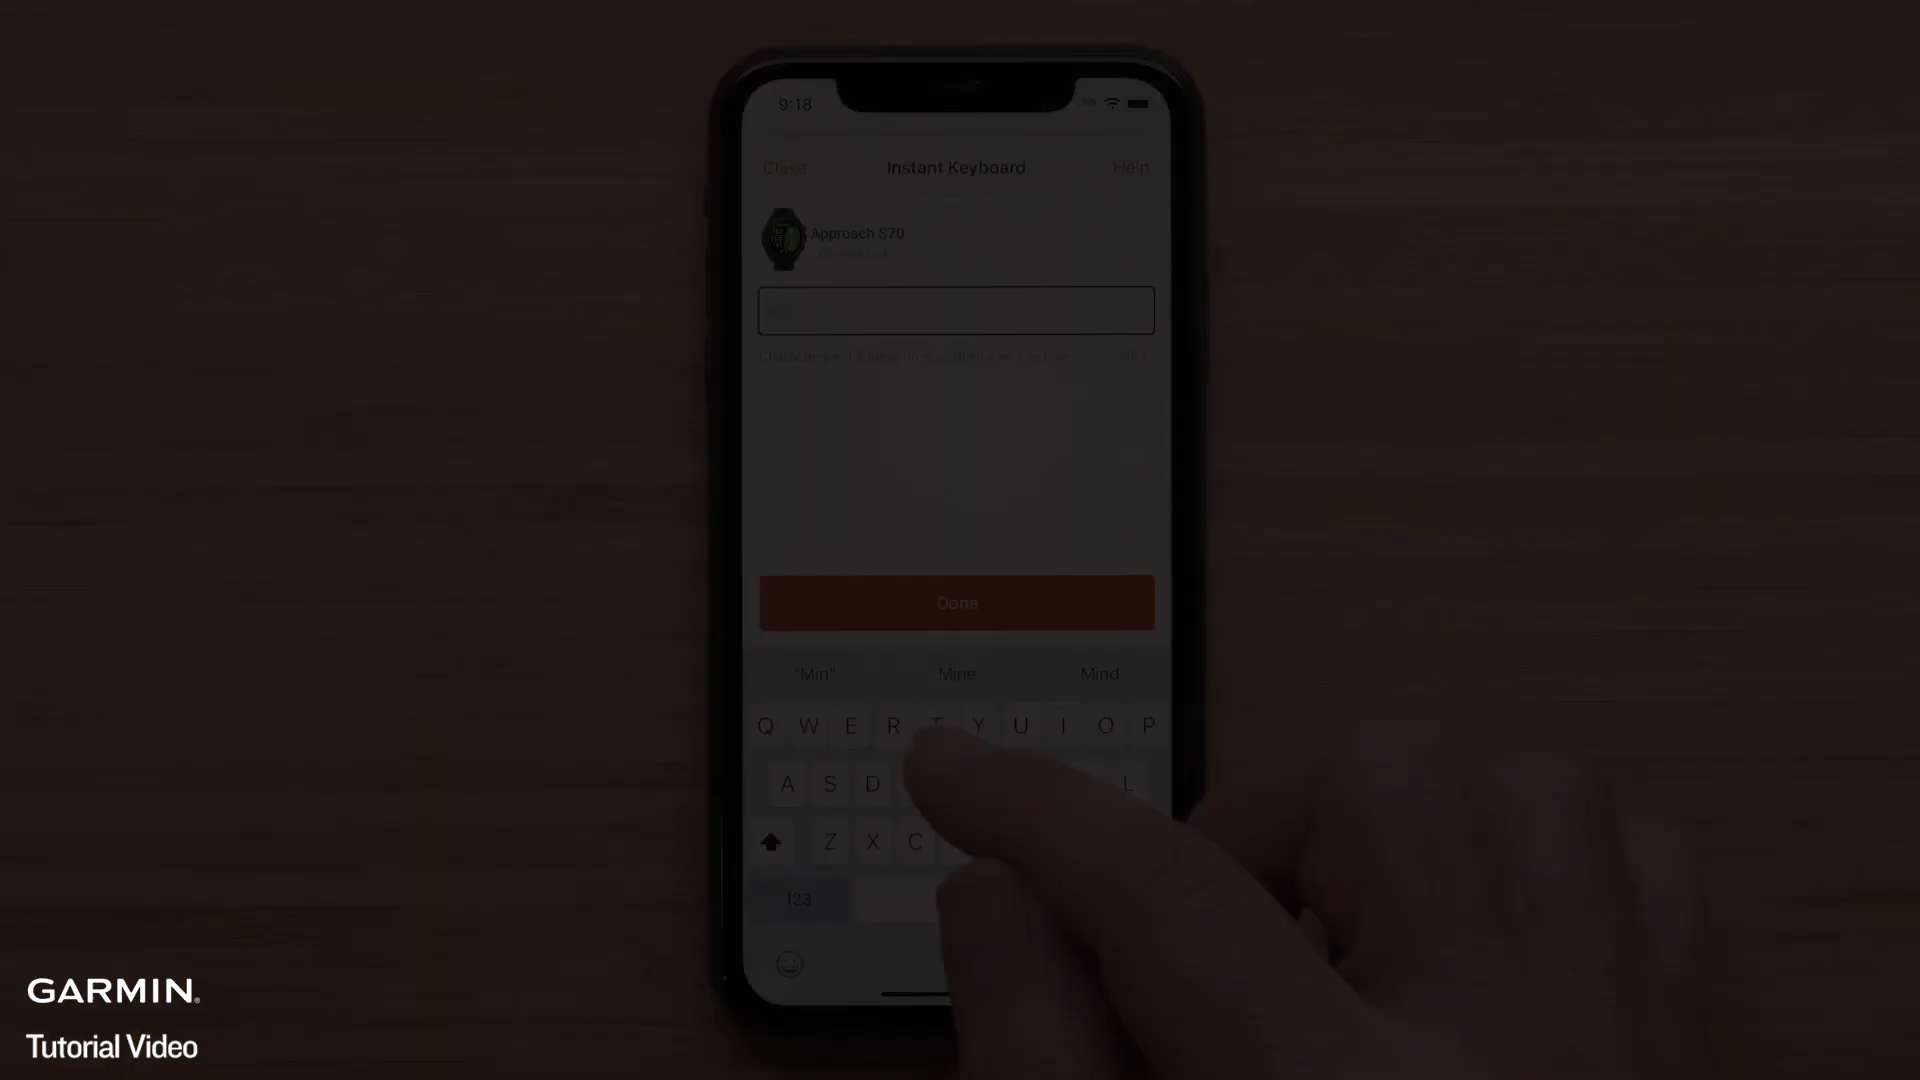 9:18
Close Instant Keyboard Help
Approach S70
Done
"Min" Mine Mind
Q W E R T Y U I O P
A S D L
Z X C
123
GARMIN
Tutorial Video